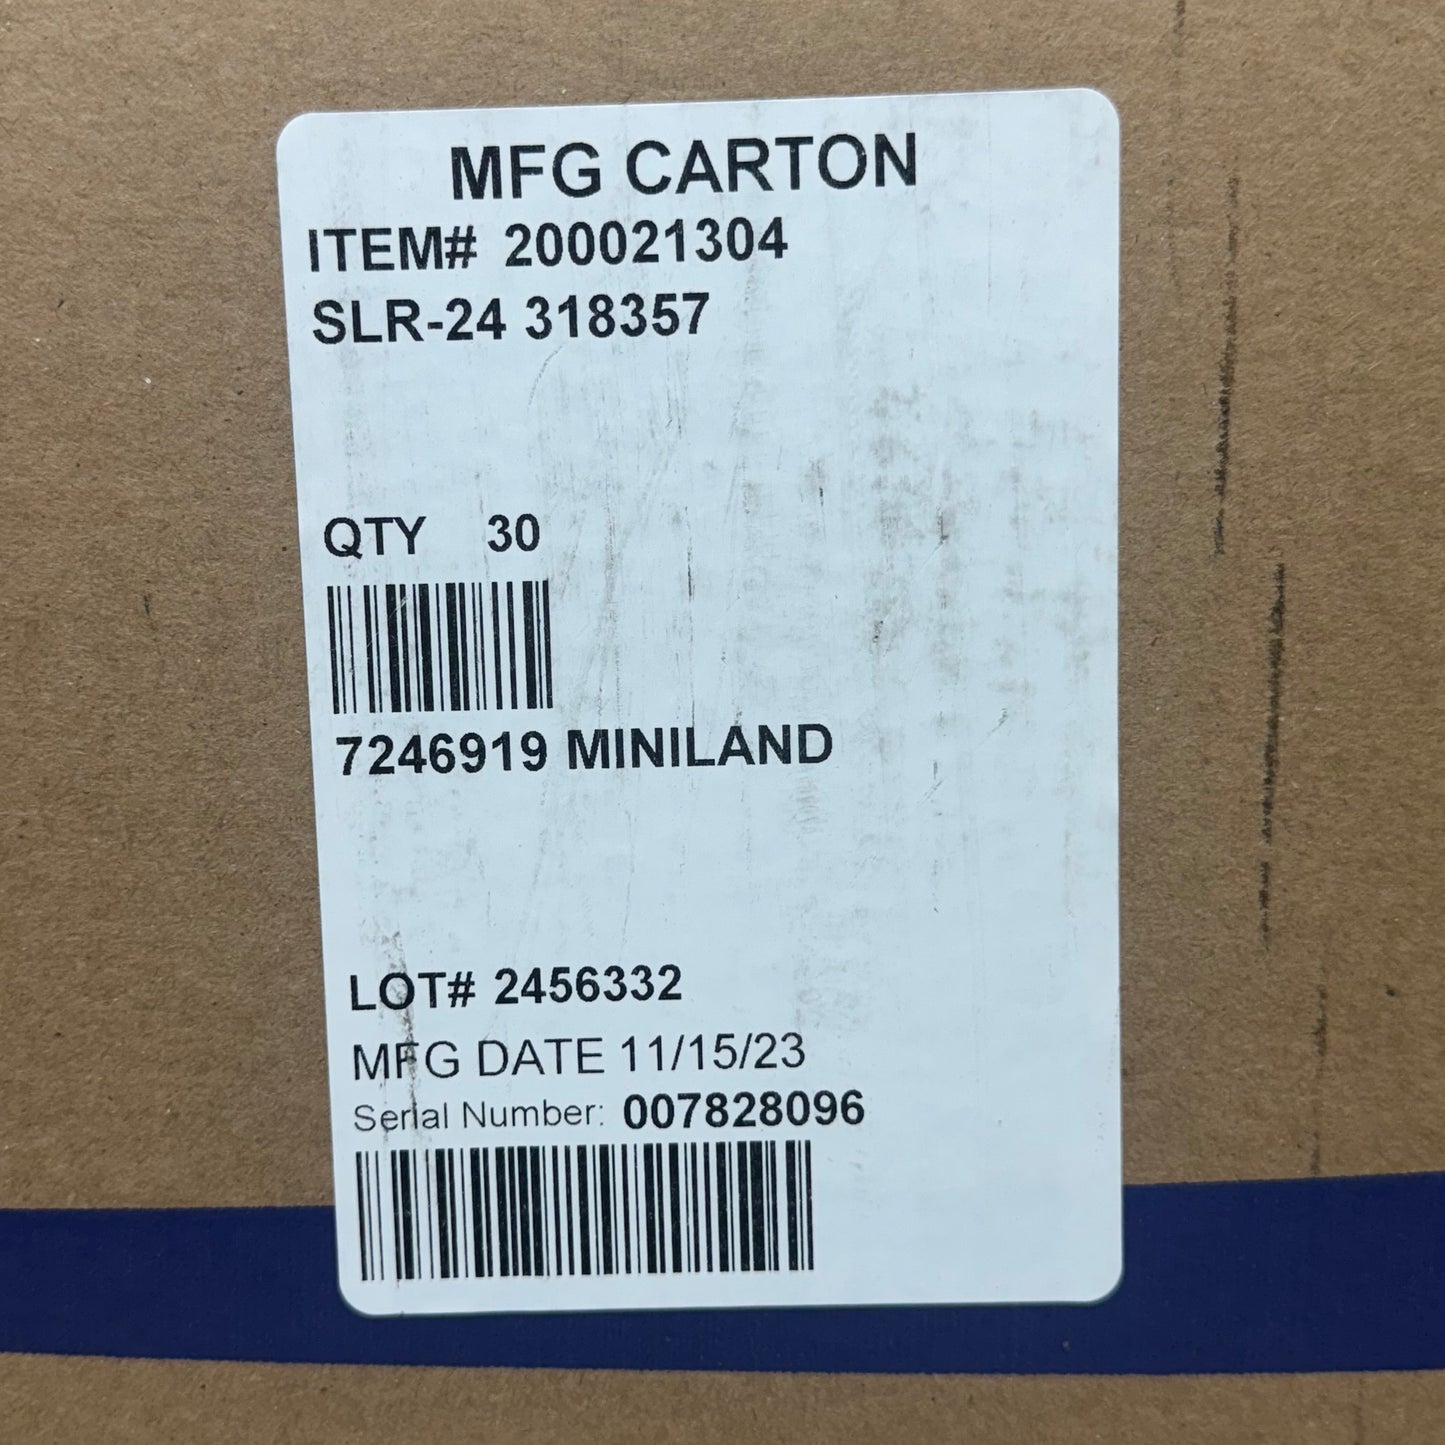 MFG CARTON
ITEM# 200021304
SLR-24 318357
QTY 30
7246919 MINILAND
LOT# 2456332
MFG DATE 11/15/23
Serial Number: 007828096